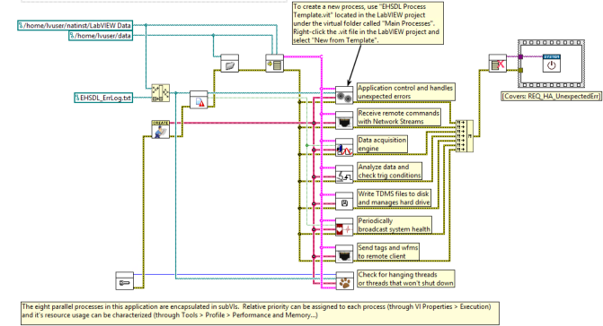 To create a new process, use "EHSDL Process
Template.vit" located in the LabVIEW project
under the virtual folder called "Main Processes".
Right-click the .vit file in the LabVIEW project and
select "New from Template".
/home/lvuser/natinst/LabVIEW Data
/home/lvuser/data
EHSDL_ErrLog.txt
Application control and handles
unexpected errors
Receive remote commands
with Network Streams
Data acquisition
engine
Analyze data and
check trig conditions
Write TDMS files to disk
and manages hard drive
Periodically
broadcast system health
Send tags and wfms
to remote client
Check for hanging threads
or threads that won't shut down
[Covers: REQ_HA_UnexpectedErr]
The eight parallel processes in this application are encapsulated in subVIs. Relative priority can be assigned to each process (through VI Properties > Execution)
and it's resource usage can be characterized (through Tools > Profile > Performance and Memory...)